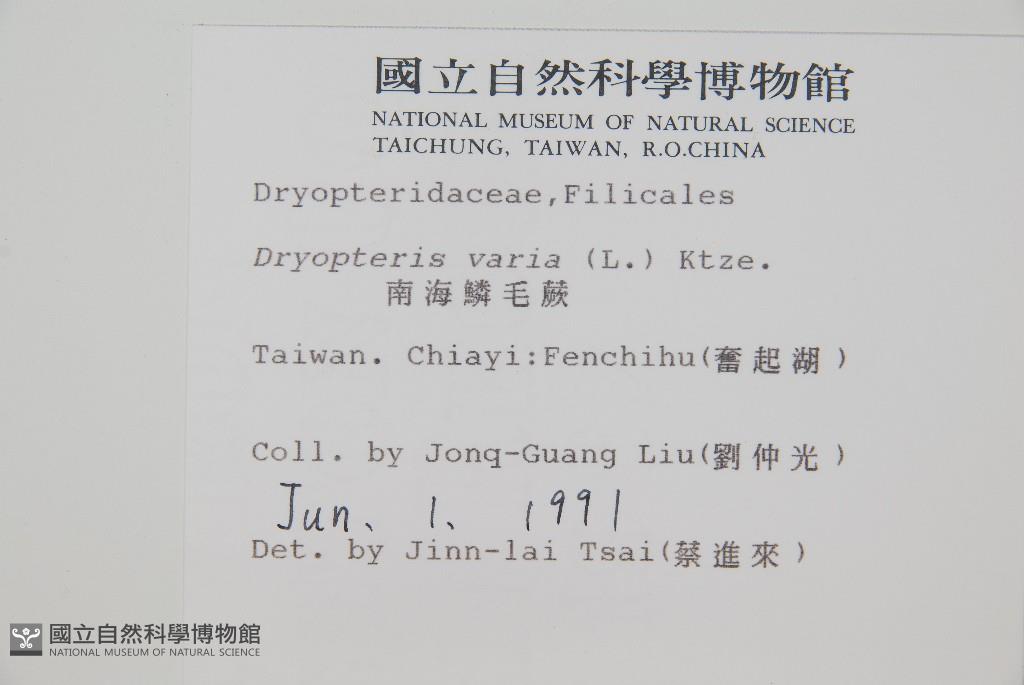 國立自然科學博物館
NATIONAL MUSEUM OF NATURAL SCIENCE
TAICHUNG, TAIWAN, R.O.CHINA
Dryopteridaceae,Filicales
Dryopteris varia (L.) Ktze.
南海鱗毛蕨
Taiwan. Chiayi:Fenchihu(奮起湖)
Coll. by Jonq-Guang Liu(劉仲光)
Jun、 1、 1991
Det. by Jinn-lai Tsai(蔡進來)
國立自然科學博物館
NATIONAL MUSEUM OF NATURAL SCIENCE